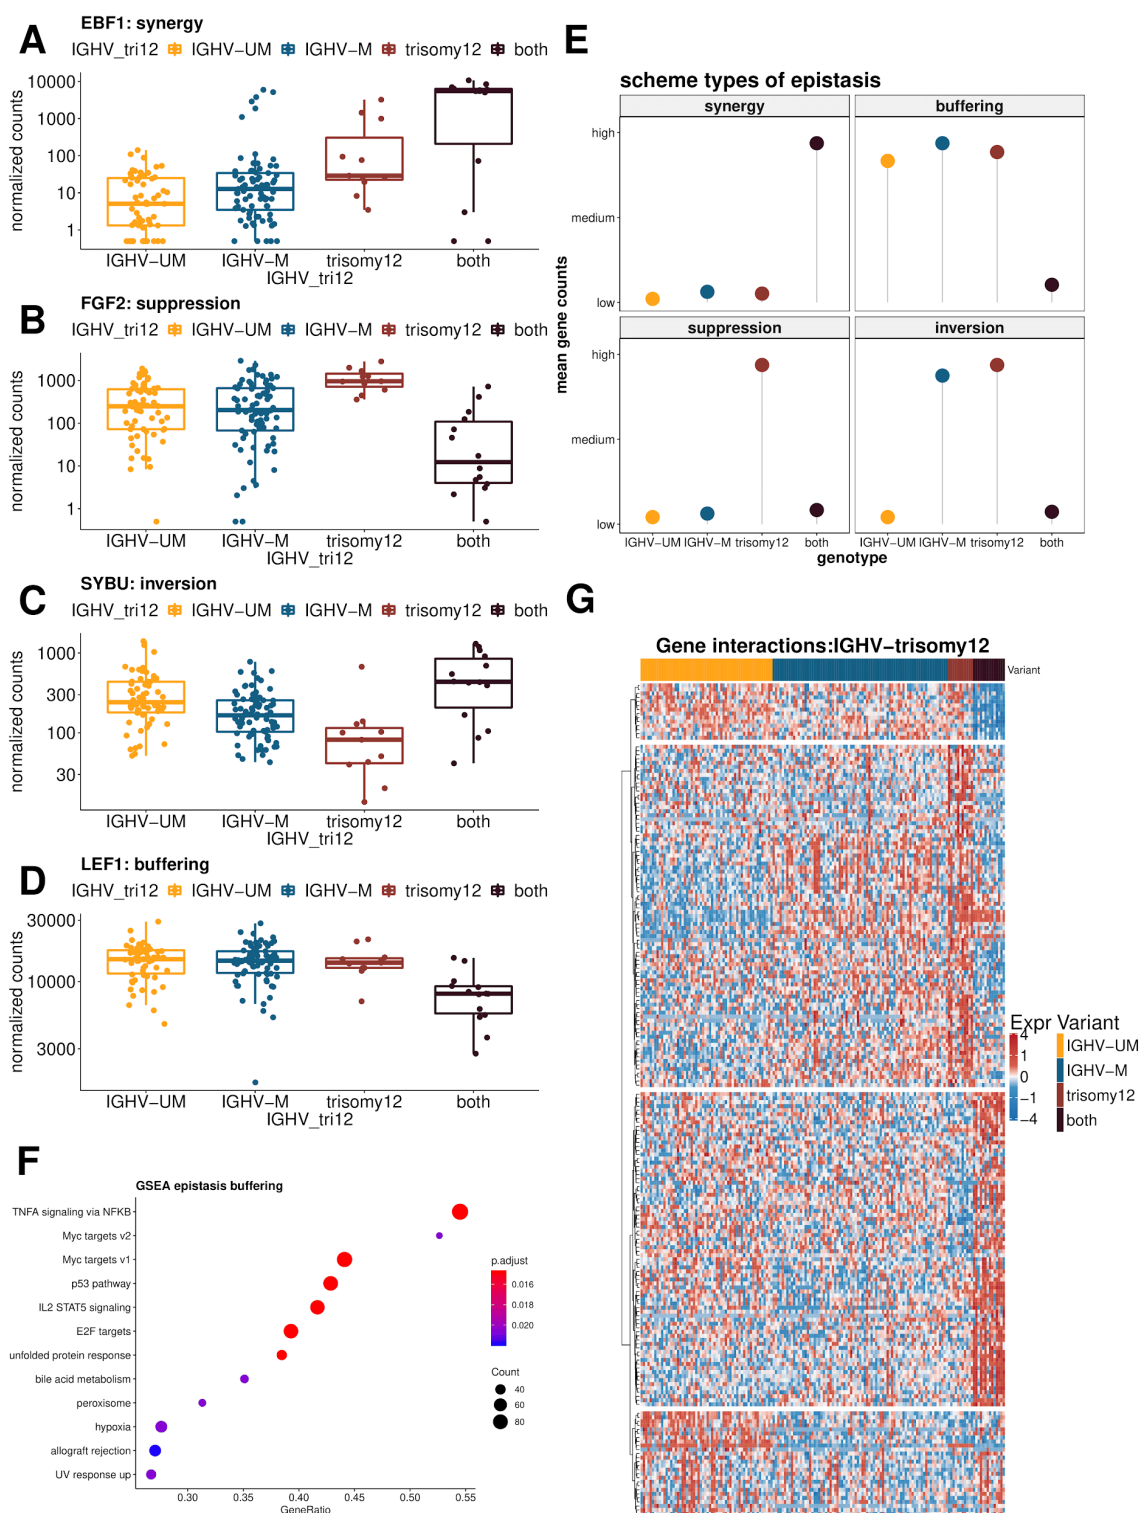 A
EBF1: synergy
IGHV_tri12 IGHV−UM IGHV−M trisomy12 both
normalized counts
10000
1000
100
10
1
IGHV−UM IGHV−M trisomy12 both
IGHV_tri12
B
FGF2: suppression
IGHV_tri12 IGHV−UM IGHV−M trisomy12 both
normalized counts
1000
100
10
1
IGHV−UM IGHV−M trisomy12 both
IGHV_tri12
C
SYBU: inversion
IGHV_tri12 IGHV−UM IGHV−M trisomy12 both
normalized counts
1000
300
100
30
IGHV−UM IGHV−M trisomy12 both
IGHV_tri12
D
LEF1: buffering
IGHV_tri12 IGHV−UM IGHV−M trisomy12 both
normalized counts
30000
10000
3000
IGHV−UM IGHV−M trisomy12 both
IGHV_tri12
E
scheme types of epistasis
synergy buffering
high
medium
low
suppression inversion
high
medium
low
mean gene counts
IGHV−UM IGHV−M trisomy12 both IGHV−UM IGHV−M trisomy12 both
genotype
F
GSEA epistasis buffering
TNFA signaling via NFKB
Myc targets v2
Myc targets v1
p53 pathway
IL2 STAT5 signaling
E2F targets
unfolded protein response
bile acid metabolism
peroxisome
hypoxia
allograft rejection
UV response up
0.30 0.35 0.40 0.45 0.50 0.55
GeneRatio
p.adjust
0.016
0.018
0.020
Count
40
60
80
G
Gene interactions:IGHV−trisomy12
Variant
Expr Variant
4
1
0
−1
−4
IGHV−UM
IGHV−M
trisomy12
both